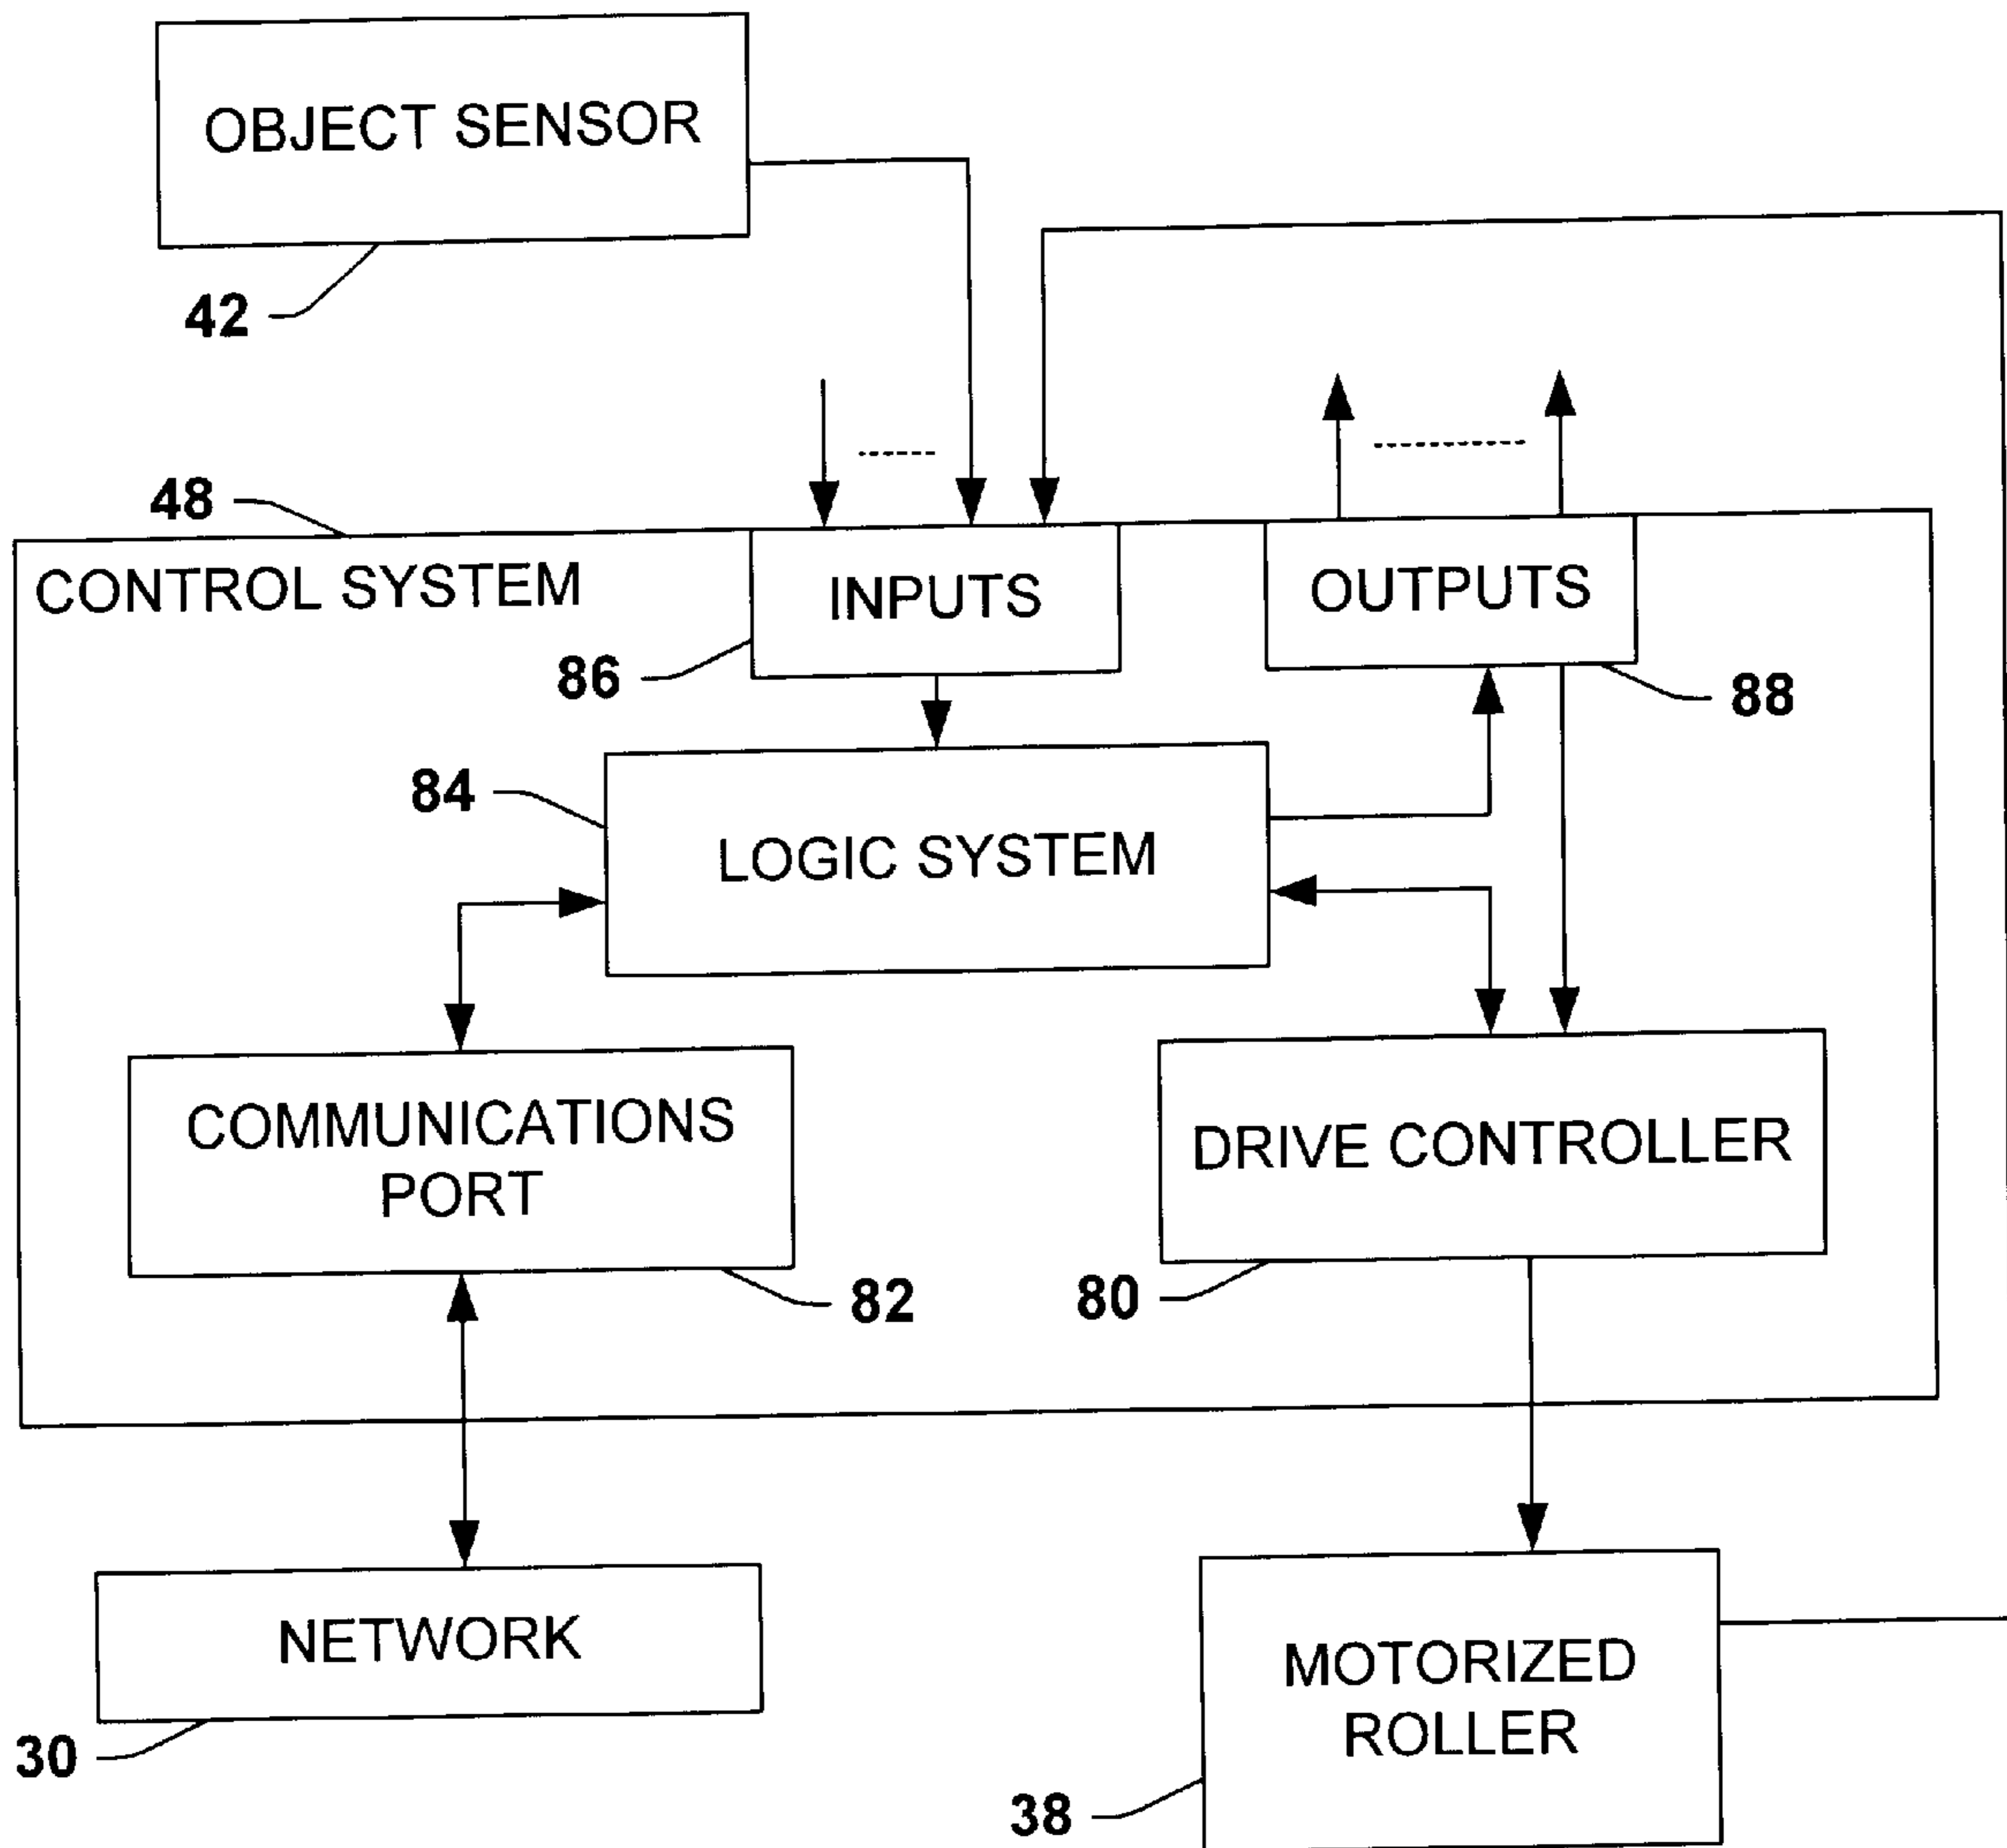 OBJECT SENSOR
42
48
CONTROL SYSTEM
INPUTS
OUTPUTS
86
88
84
LOGIC SYSTEM
COMMUNICATIONS
PORT
DRIVE CONTROLLER
82
80
NETWORK
MOTORIZED
ROLLER
30
38